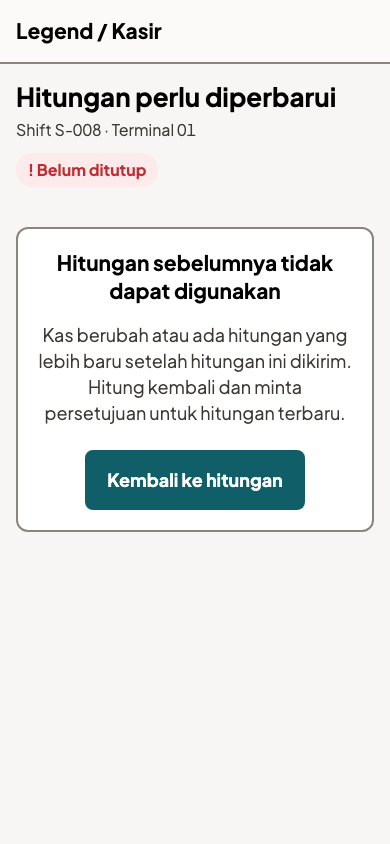 Legend / Kasir
Hitungan perlu diperbarui
Shift S-008 · Terminal 01
! Belum ditutup
Hitungan sebelumnya tidak
dapat digunakan
Kas berubah atau ada hitungan yang
lebih baru setelah hitungan ini dikirim.
Hitung kembali dan minta
persetujuan untuk hitungan terbaru.
Kembali ke hitungan